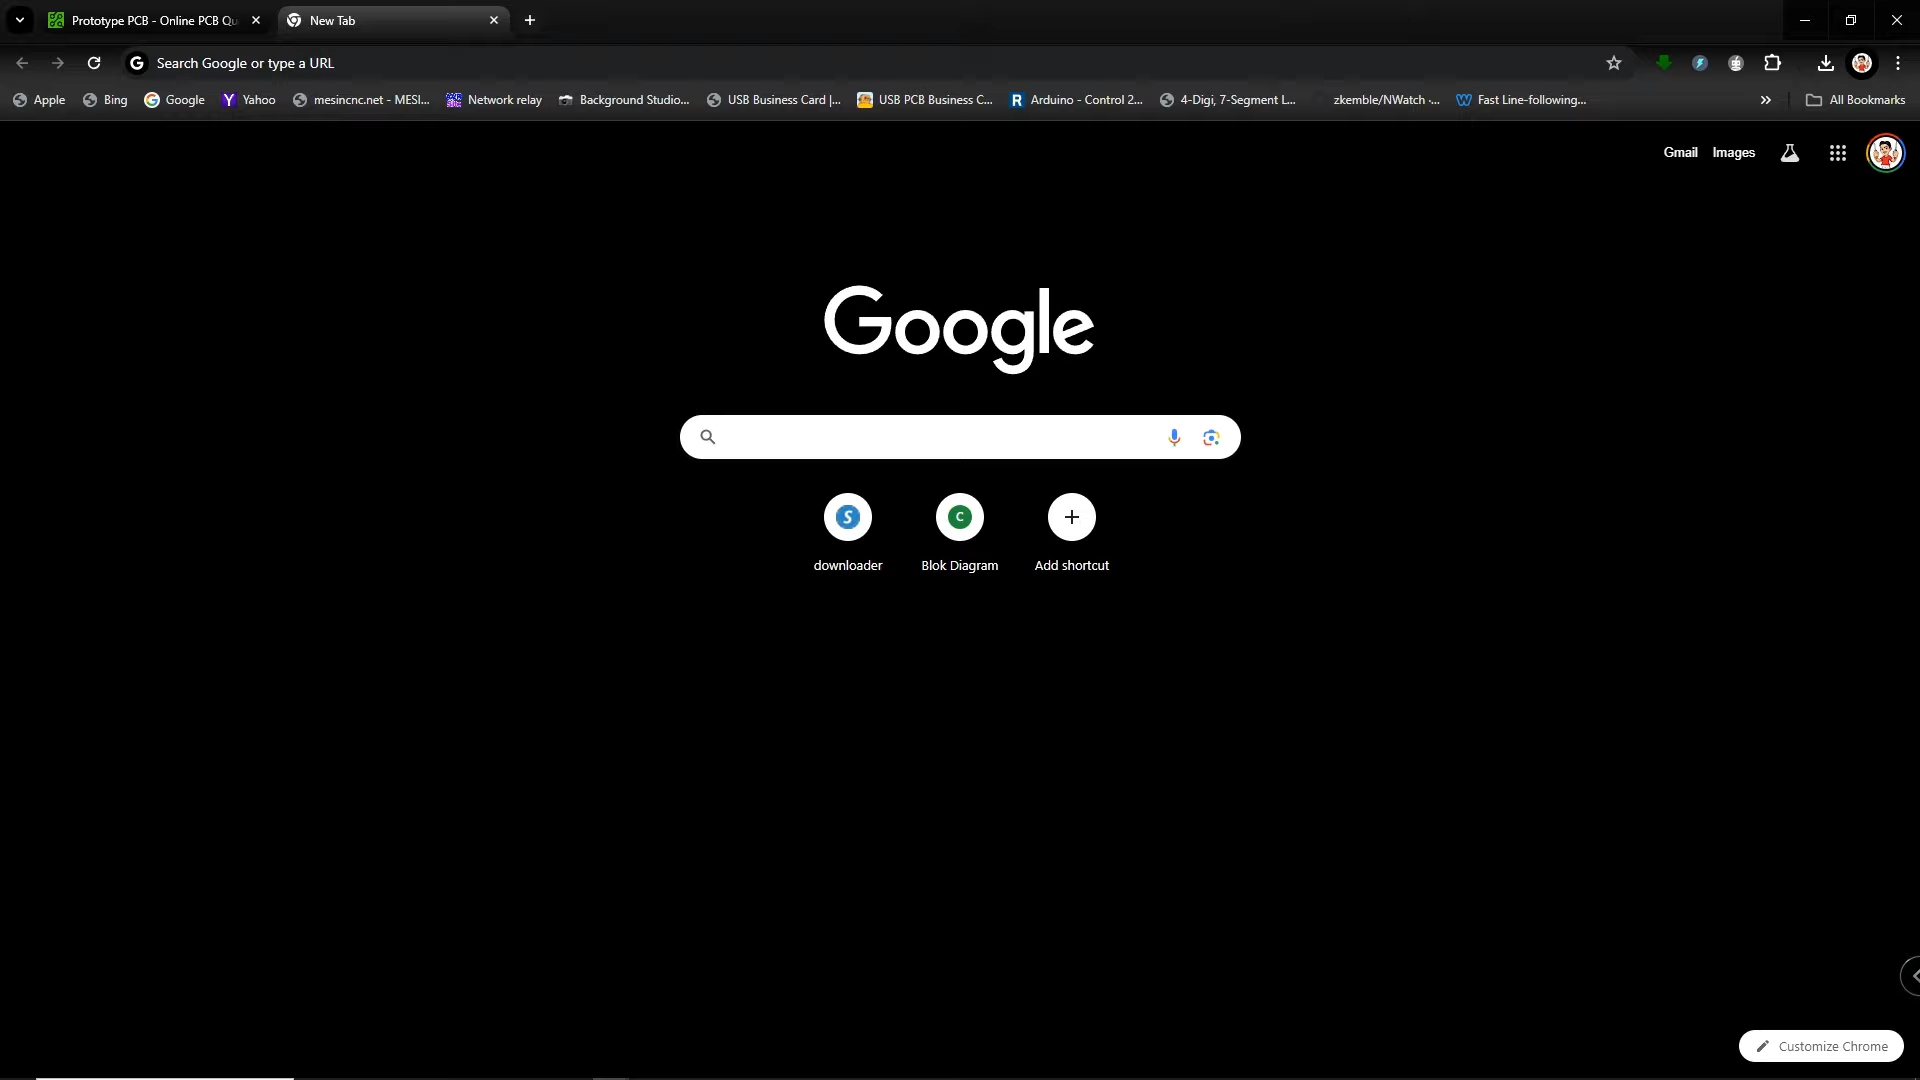 Prototype PCB - Online PCB Qu
New Tab
Search Google or type a URL
Apple
Bing
Google
Yahoo
mesincnc.net - MESI...
Network relay
Background Studio...
USB Business Card |...
USB PCB Business C...
Arduino - Control 2...
4-Digi, 7-Segment L...
zkemble/NWatch ·...
Fast Line-following...
All Bookmarks
Gmail
Images
Google
downloader
Blok Diagram
Add shortcut
Customize Chrome